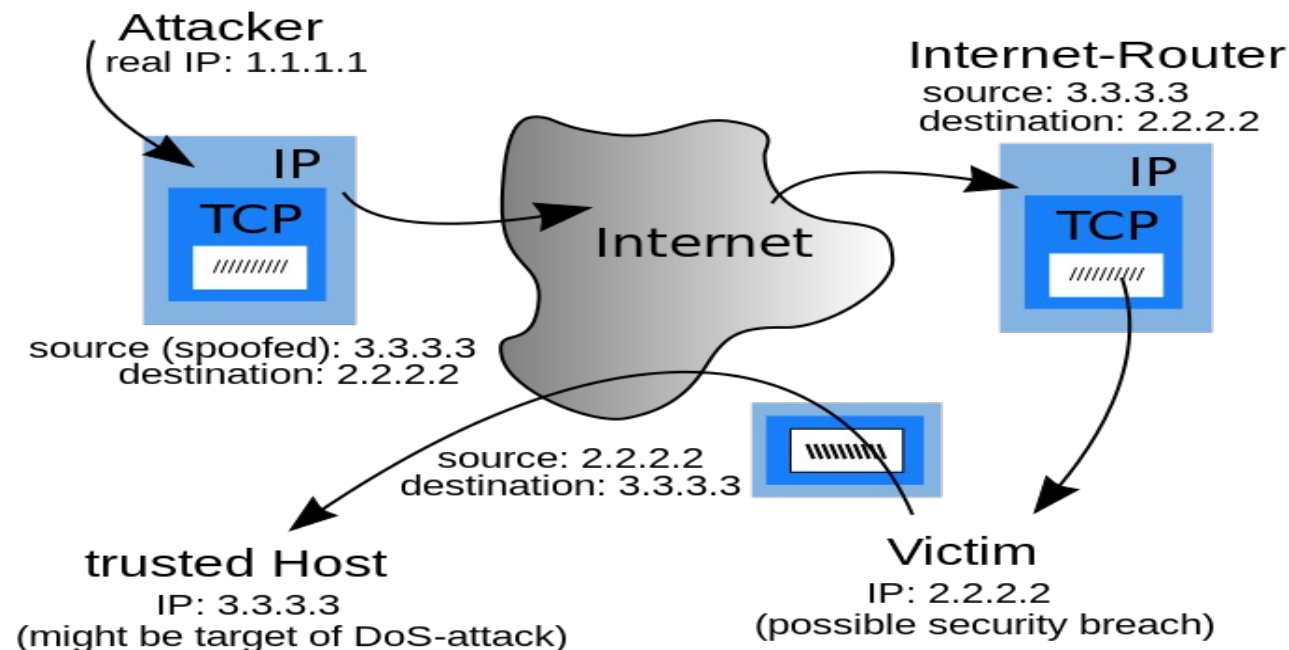 Attacker
real IP: 1.1.1.1
Internet-Router
source: 3.3.3.3
destination: 2.2.2.2
IP
TCP
//////////
Internet
IP
TCP
//////////
source (spoofed): 3.3.3.3
destination: 2.2.2.2
source: 2.2.2.2
destination: 3.3.3.3
\\\\\\\\\\
trusted Host
IP: 3.3.3.3
(might be target of DoS-attack)
Victim
IP: 2.2.2.2
(possible security breach)